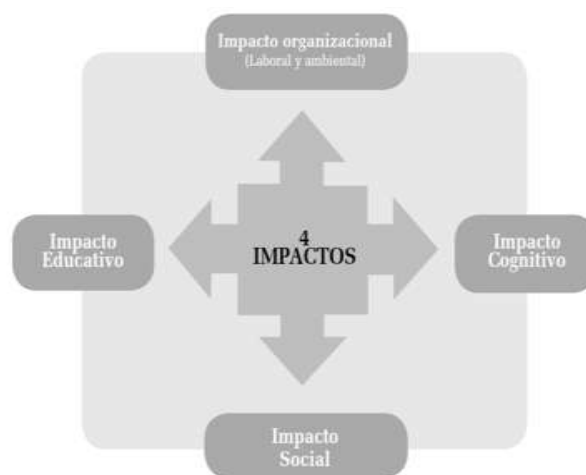 Impacto organizacional
(Laboral y ambiental)
Impacto
Educativo
4
IMPACTOS
Impacto
Cognitivo
Impacto
Social